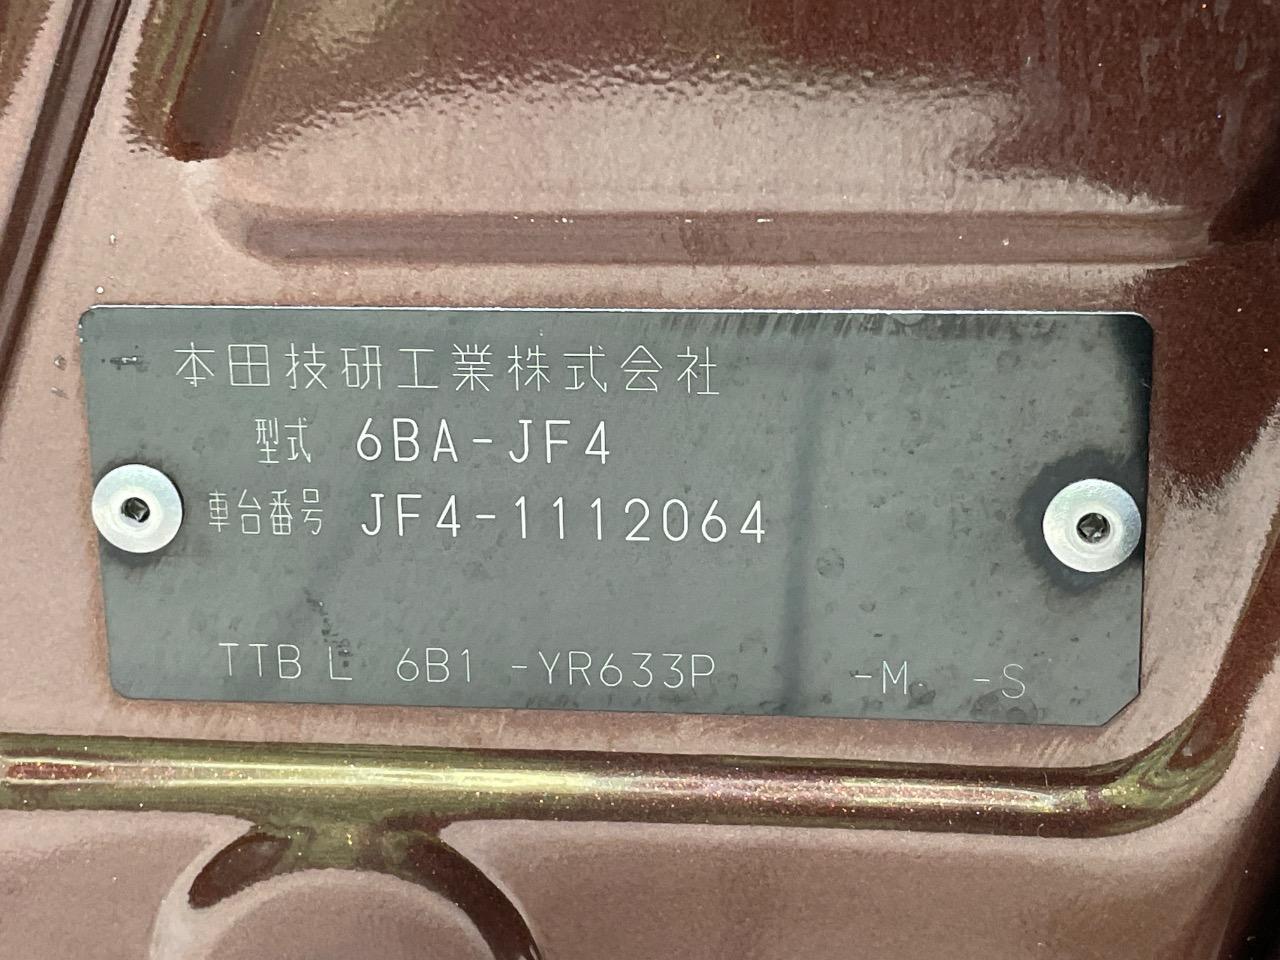 本田技研工業株式会社
型式 6BA-JF4
車台番号 JF4-1112064
TTBL 6B1 -YR633P -M -S